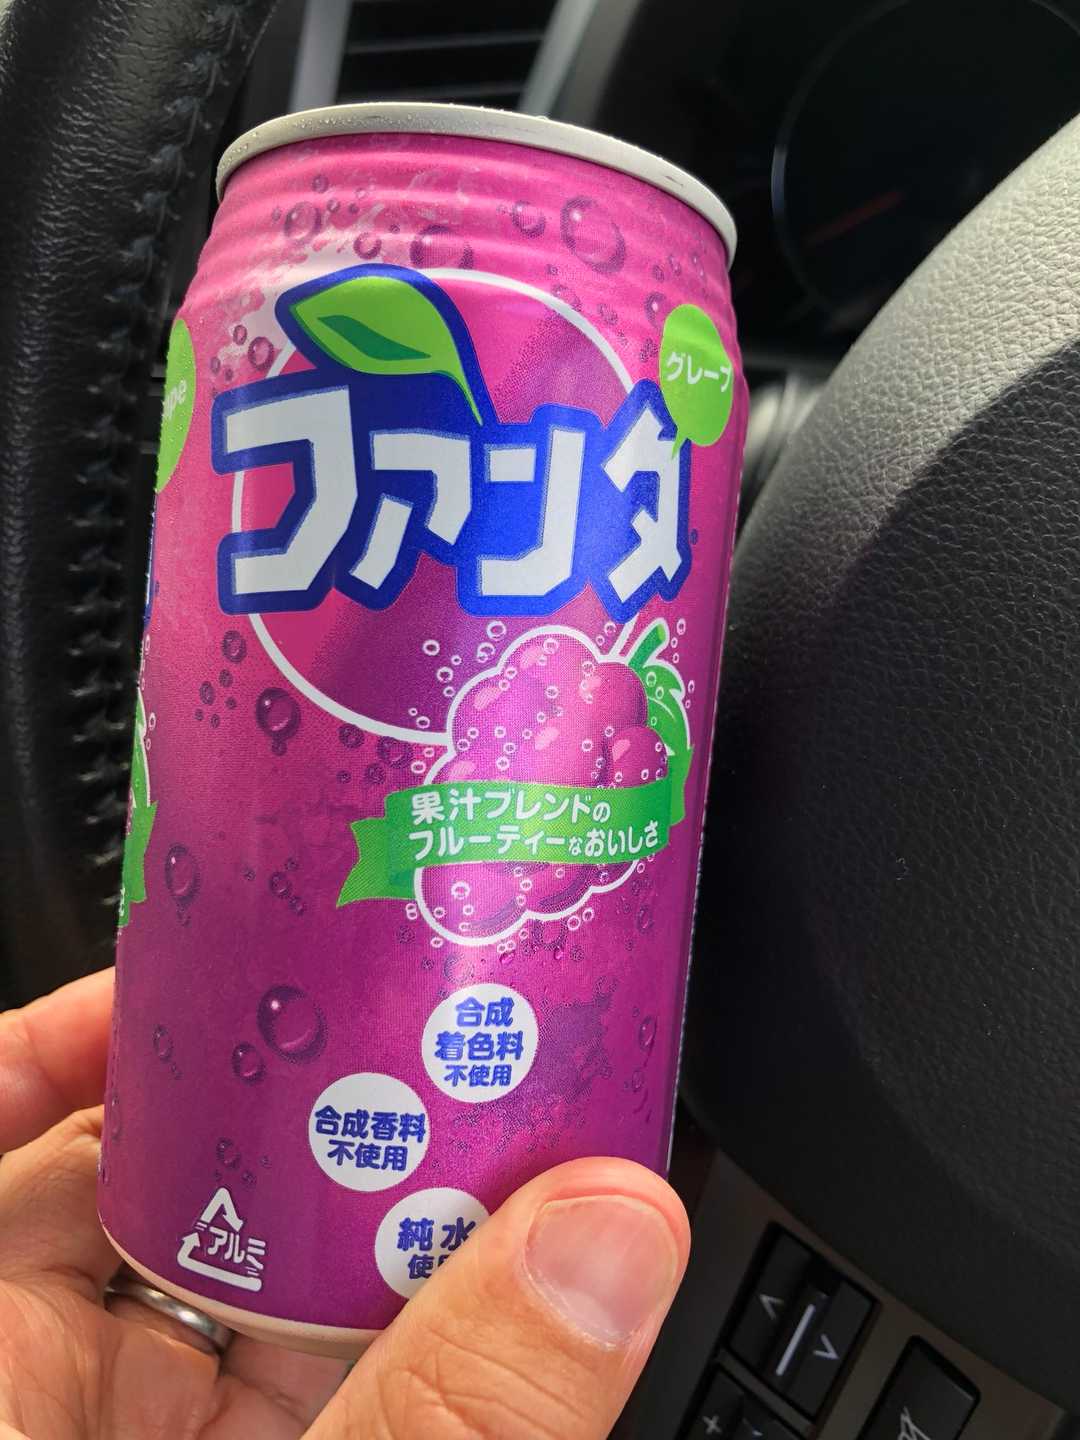 ファンタ
グレープ
果汁ブレンドの
フルーティーなおいしさ
合成
着色料
不使用
合成香料
不使用
純水
アルミ